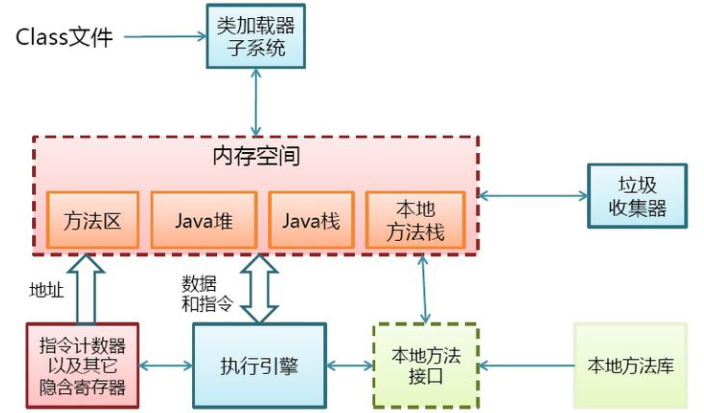 Class文件
类加载器
子系统
内存空间
方法区
Java堆
Java栈
本地
方法栈
垃圾
收集器
地址
数据
和指令
指令计数器
以及其它
隐含寄存器
执行引擎
本地方法
接口
本地方法库